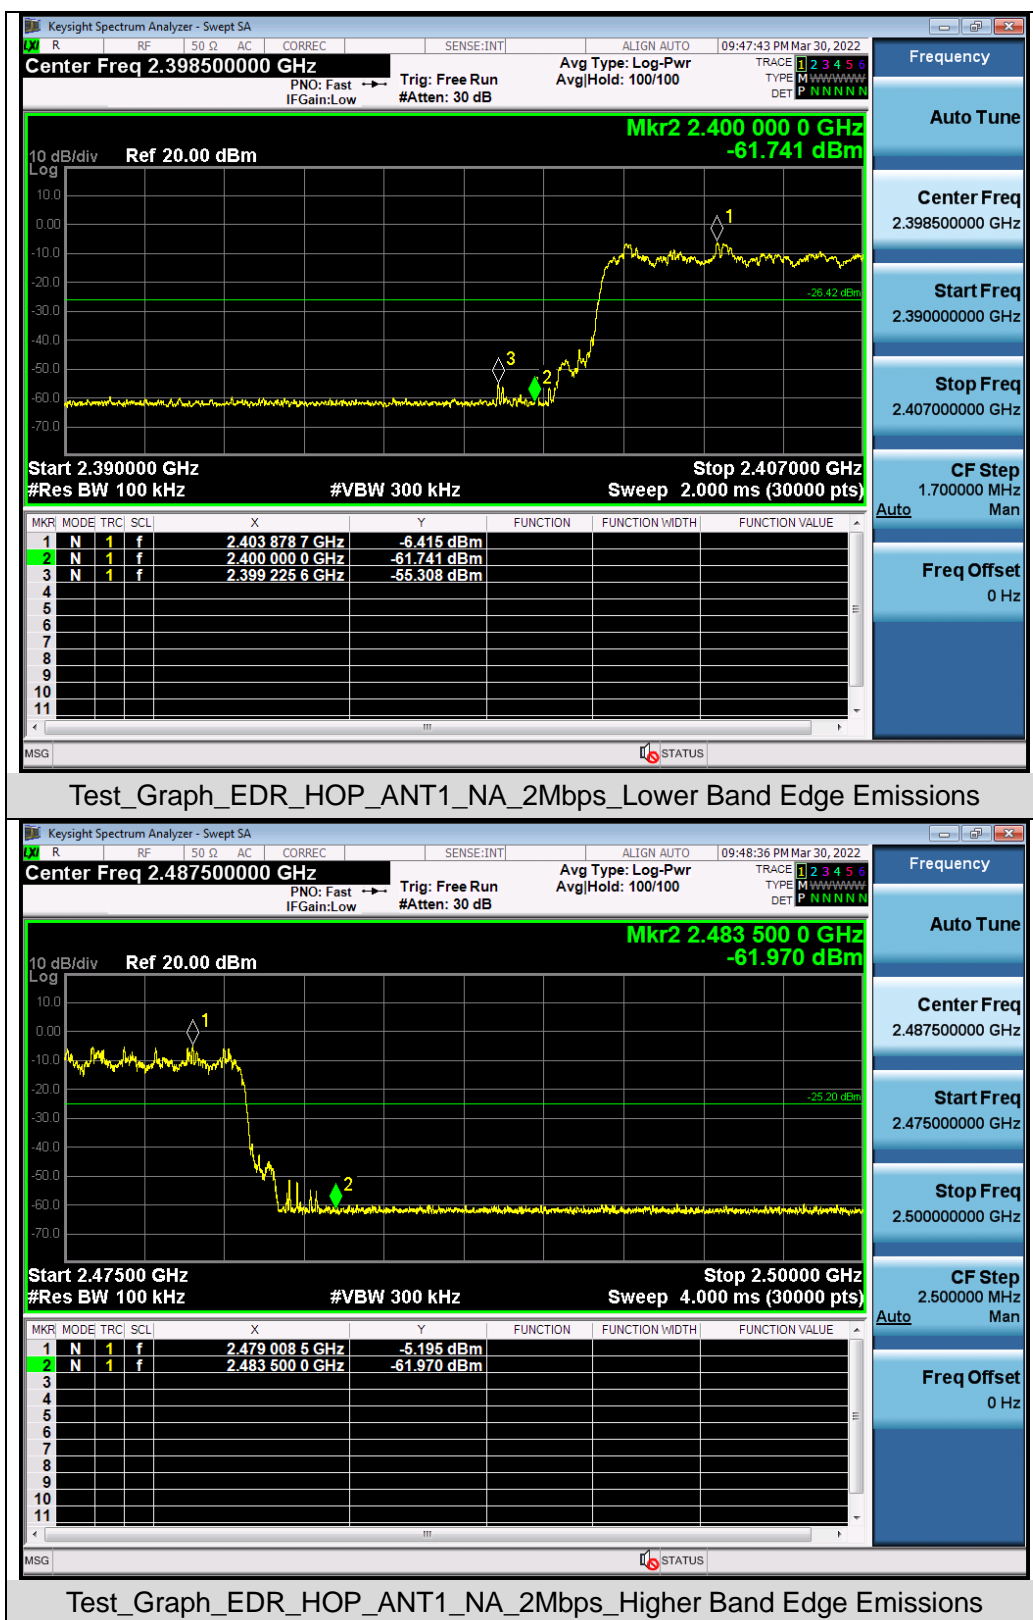 Keysight Spectrum Analyzer - Swept SA
LXI R RF 50 Ω AC CORREC SENSE:INT ALIGN AUTO 09:47:43 PM Mar 30, 2022
Center Freq 2.398500000 GHz
PNO: Fast
IFGain:Low
Trig: Free Run
#Atten: 30 dB
Avg Type: Log-Pwr
Avg|Hold: 100/100
TRACE 1 2 3 4 5 6
TYPE M WWWWW
DET P N N N N N
Mkr2 2.400 000 0 GHz
-61.741 dBm
10 dB/div Ref 20.00 dBm
Log
10.0
0.00
-10.0
-20.0
-30.0
-40.0
-50.0
-60.0
-70.0
1
-26.42 dBm
3
2
Start 2.390000 GHz Stop 2.407000 GHz
#Res BW 100 kHz #VBW 300 kHz Sweep 2.000 ms (30000 pts)
MKR MODE TRC SCL X Y FUNCTION FUNCTION WIDTH FUNCTION VALUE
1 N 1 f 2.403 878 7 GHz -6.415 dBm
2 N 1 f 2.400 000 0 GHz -61.741 dBm
3 N 1 f 2.399 225 6 GHz -55.308 dBm
4
5
6
7
8
9
10
11
MSG STATUS
Frequency
Auto Tune
Center Freq
2.398500000 GHz
Start Freq
2.390000000 GHz
Stop Freq
2.407000000 GHz
CF Step
1.700000 MHz
Auto Man
Freq Offset
0 Hz
Test_Graph_EDR_HOP_ANT1_NA_2Mbps_Lower Band Edge Emissions
Keysight Spectrum Analyzer - Swept SA
LXI R RF 50 Ω AC CORREC SENSE:INT ALIGN AUTO 09:48:36 PM Mar 30, 2022
Center Freq 2.487500000 GHz
PNO: Fast
IFGain:Low
Trig: Free Run
#Atten: 30 dB
Avg Type: Log-Pwr
Avg|Hold: 100/100
TRACE 1 2 3 4 5 6
TYPE M WWWWW
DET P N N N N N
Mkr2 2.483 500 0 GHz
-61.970 dBm
10 dB/div Ref 20.00 dBm
Log
10.0
0.00
-10.0
-20.0
-30.0
-40.0
-50.0
-60.0
-70.0
1
-25.20 dBm
2
Start 2.47500 GHz Stop 2.50000 GHz
#Res BW 100 kHz #VBW 300 kHz Sweep 4.000 ms (30000 pts)
MKR MODE TRC SCL X Y FUNCTION FUNCTION WIDTH FUNCTION VALUE
1 N 1 f 2.479 008 5 GHz -5.195 dBm
2 N 1 f 2.483 500 0 GHz -61.970 dBm
3
4
5
6
7
8
9
10
11
MSG STATUS
Frequency
Auto Tune
Center Freq
2.487500000 GHz
Start Freq
2.475000000 GHz
Stop Freq
2.500000000 GHz
CF Step
2.500000 MHz
Auto Man
Freq Offset
0 Hz
Test_Graph_EDR_HOP_ANT1_NA_2Mbps_Higher Band Edge Emissions